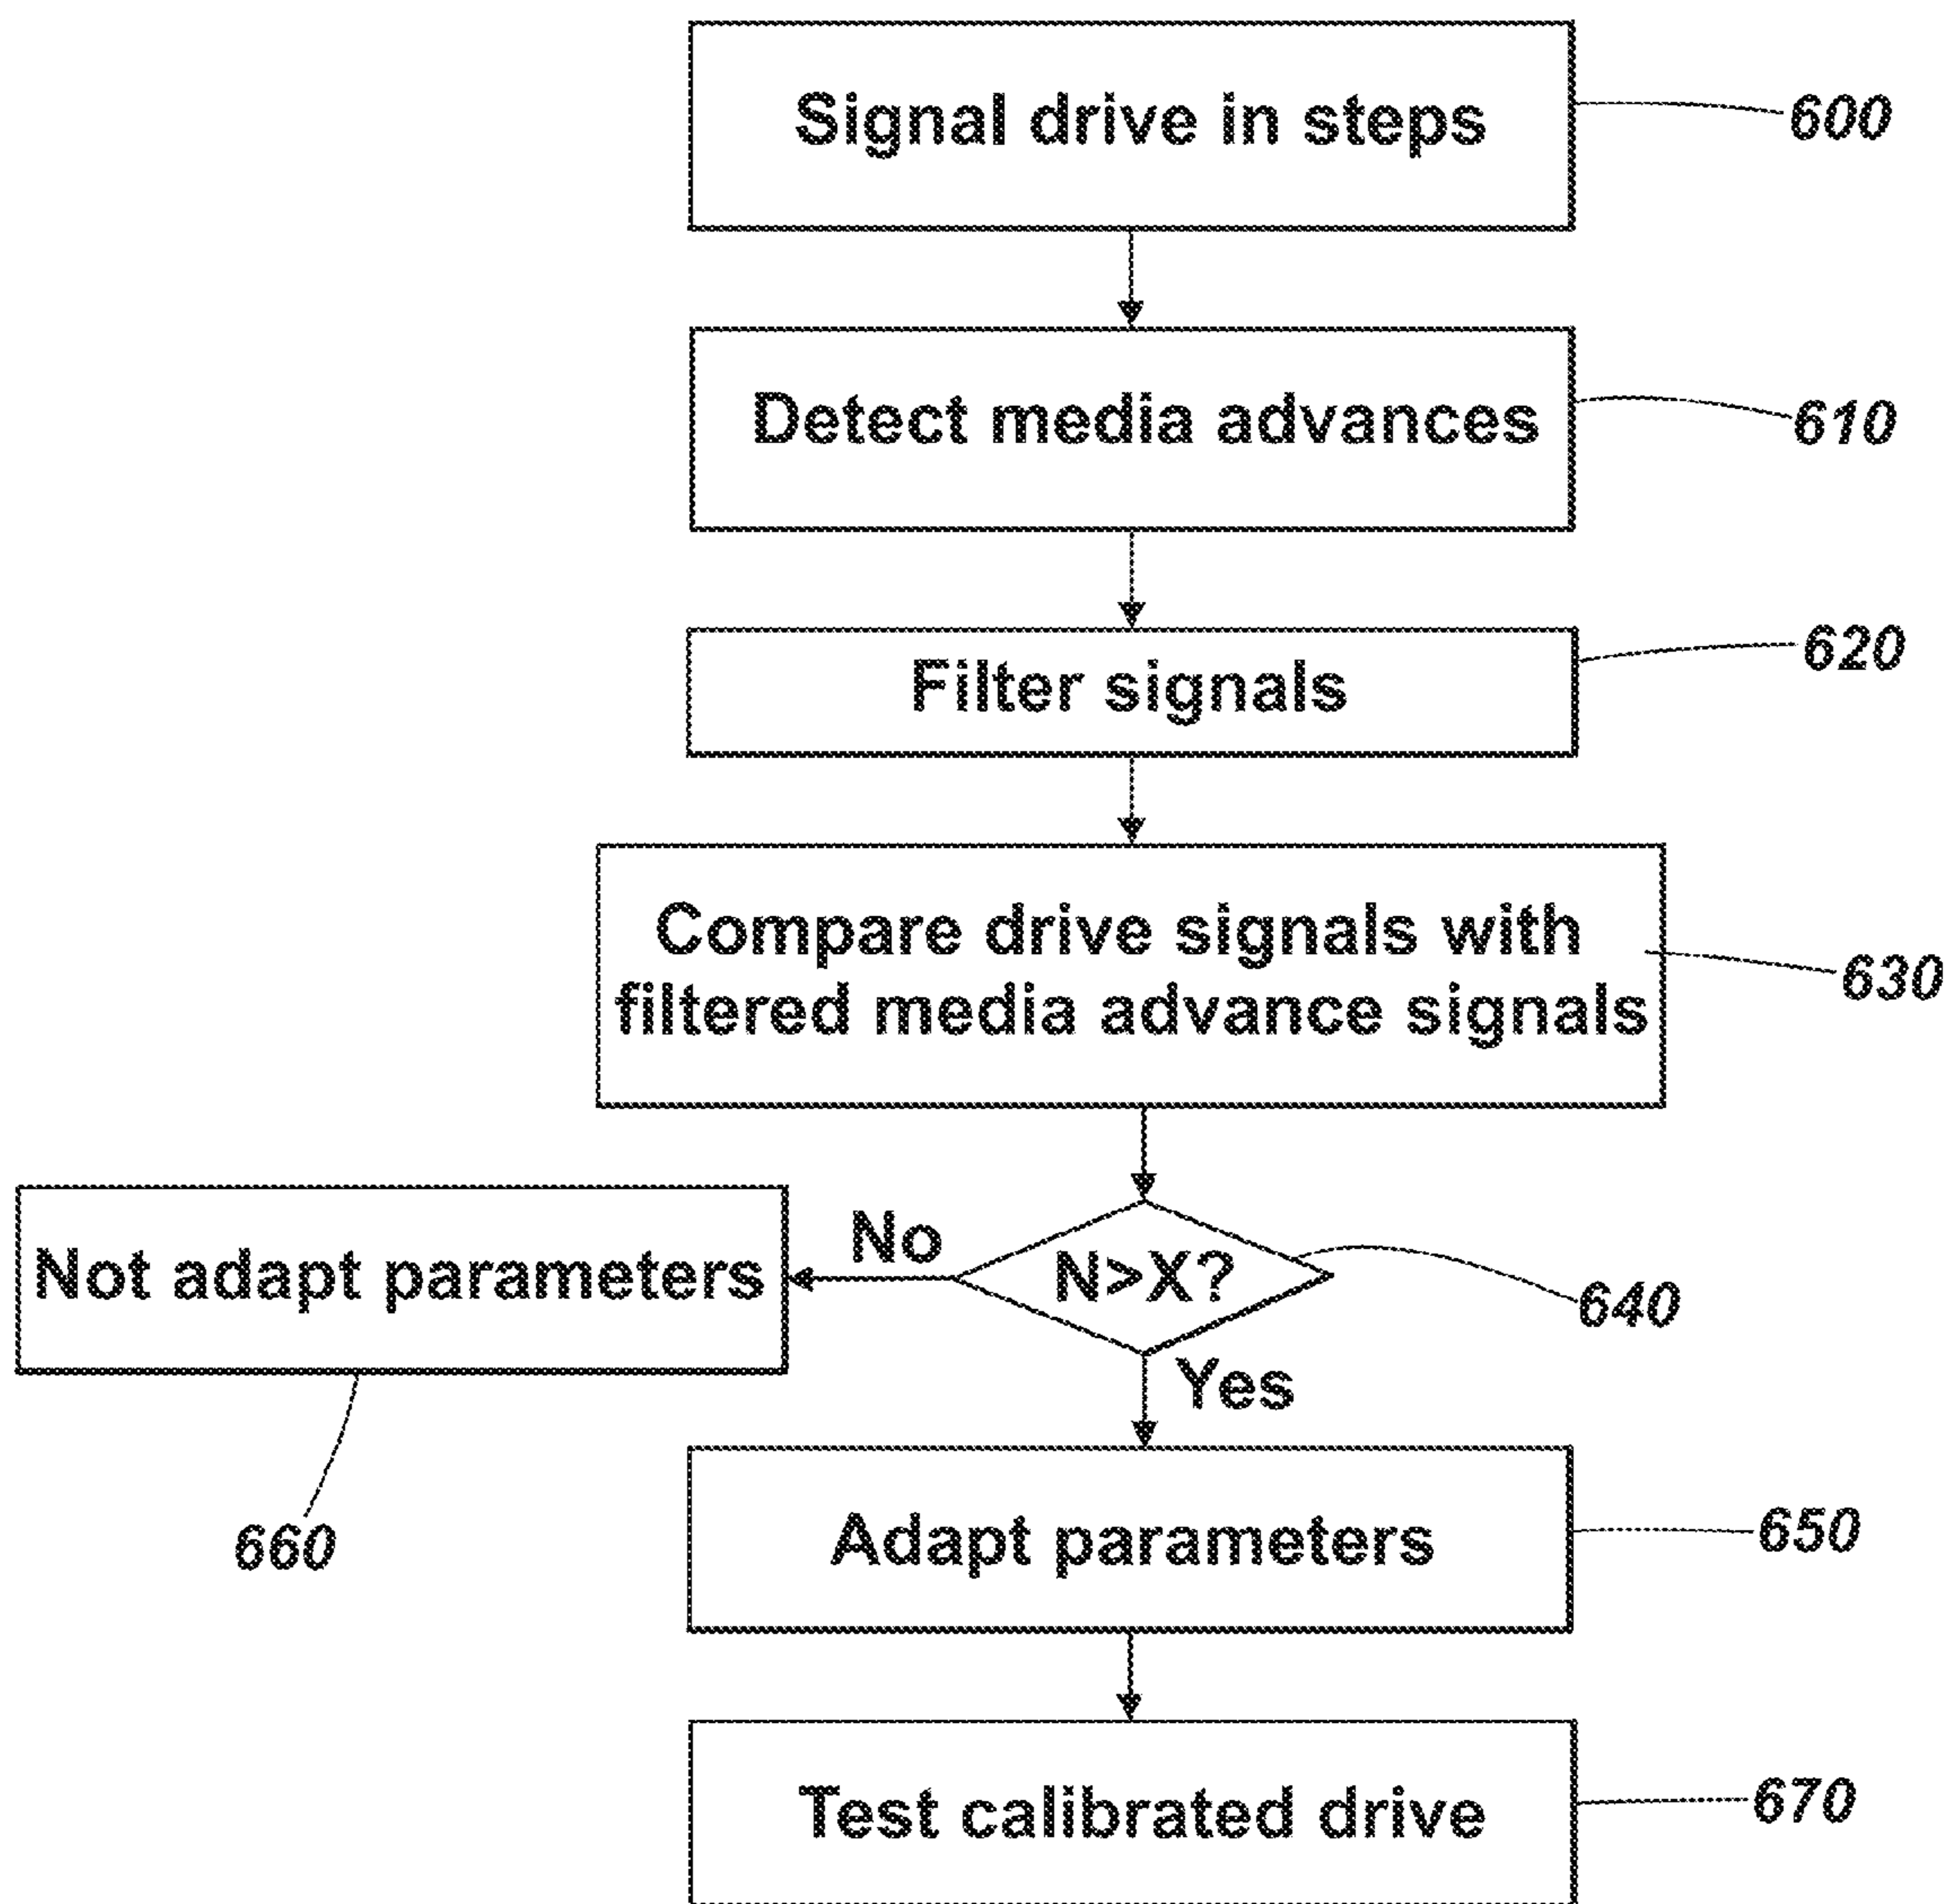 Signal drive in steps
600
Detect media advances
610
Filter signals
620
Compare drive signals with
filtered media advance signals
630
No
N>X?
640
Not adapt parameters
660
Yes
Adapt parameters
650
Test calibrated drive
670